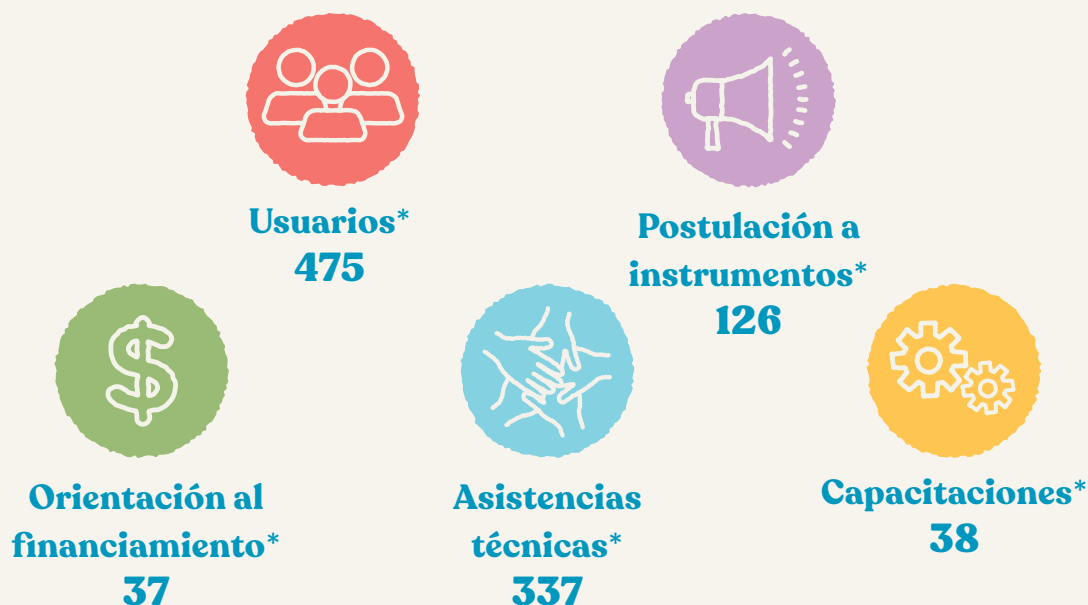 Usuarios*
475
Postulación a
instrumentos*
126
Orientación al
financiamiento*
37
Asistencias
técnicas*
337
Capacitaciones*
38